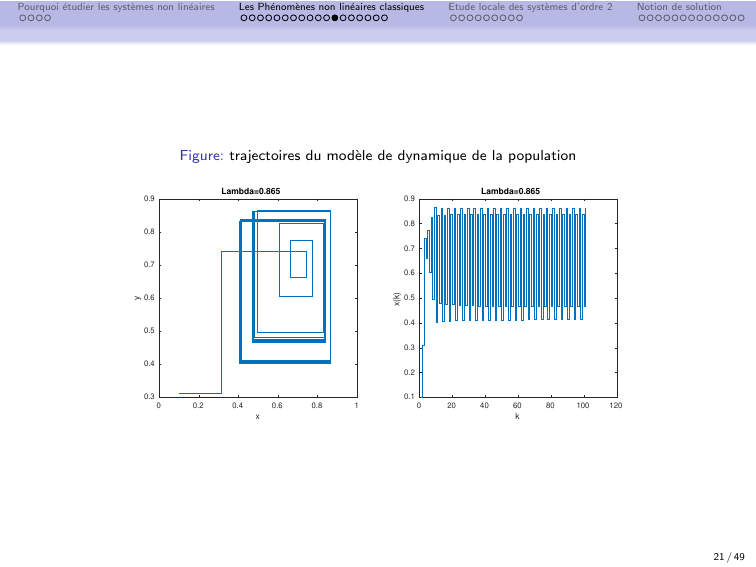 Pourquoi étudier les systèmes non linéaires Les Phénomènes non linéaires classiques Etude locale des systèmes d'ordre 2 Notion de solution
Figure: trajectoires du modèle de dynamique de la population
Lambda=0.865
0.9
0.8
0.7
0.6
0.5
0.4
0.3
y
0 0.2 0.4 0.6 0.8 1
x
Lambda=0.865
0.9
0.8
0.7
0.6
0.5
0.4
0.3
0.2
0.1
x(k)
0 20 40 60 80 100 120
k
21 / 49